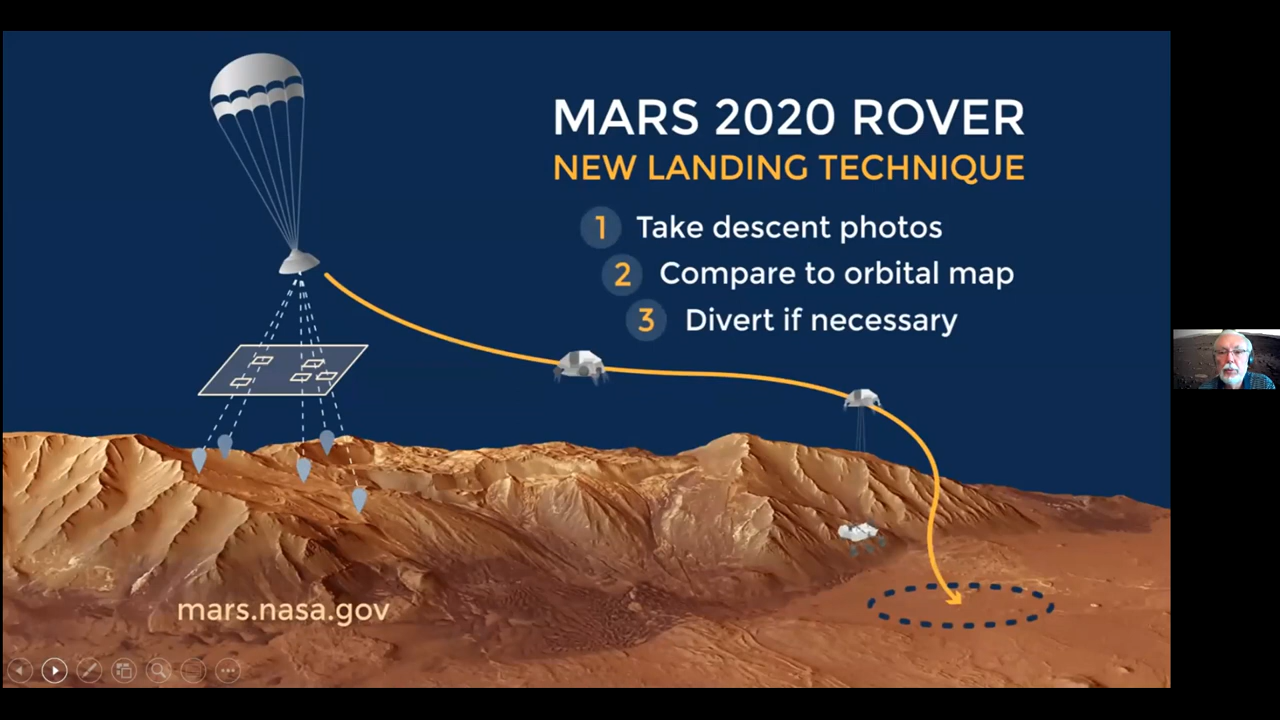 MARS 2020 ROVER
NEW LANDING TECHNIQUE
1 Take descent photos
2 Compare to orbital map
3 Divert if necessary
mars.nasa.gov